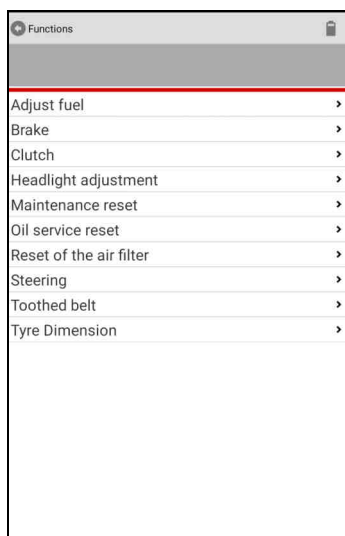 Functions
Adjust fuel
Brake
Clutch
Headlight adjustment
Maintenance reset
Oil service reset
Reset of the air filter
Steering
Toothed belt
Tyre Dimension